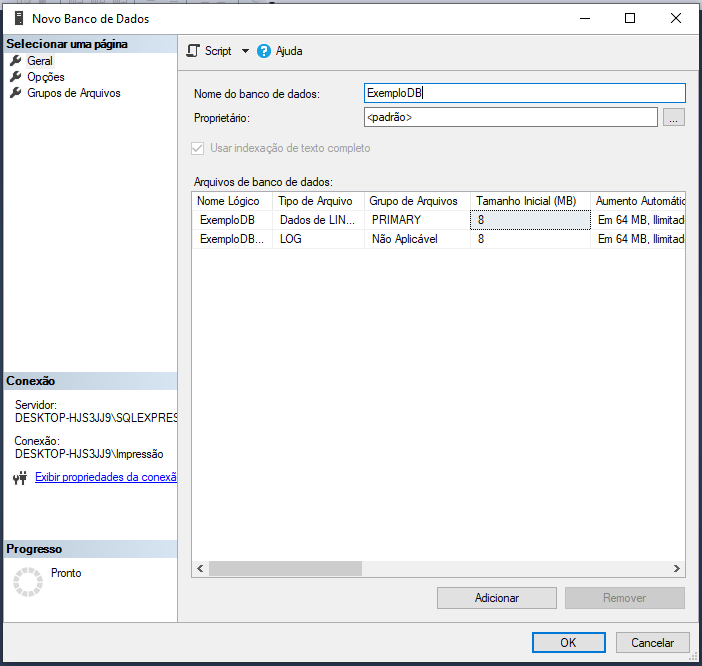 Novo Banco de Dados
Selecionar uma página
Geral
Opções
Grupos de Arquivos
Script
Ajuda
Nome do banco de dados:
ExemploDB
Proprietário:
<padrão>
...
Usar indexação de texto completo
Arquivos de banco de dados:
Nome Lógico Tipo de Arquivo Grupo de Arquivos Tamanho Inicial (MB) Aumento Automátic
ExemploDB Dados de LIN... PRIMARY 8 Em 64 MB, Ilimitad
ExemploDB... LOG Não Aplicável 8 Em 64 MB, Ilimitad
Conexão
Servidor:
DESKTOP-HJS3JJ9\SQLEXPRES
Conexão:
DESKTOP-HJS3JJ9\Impressão
Exibir propriedades da conexã
Progresso
Pronto
Adicionar
Remover
OK
Cancelar